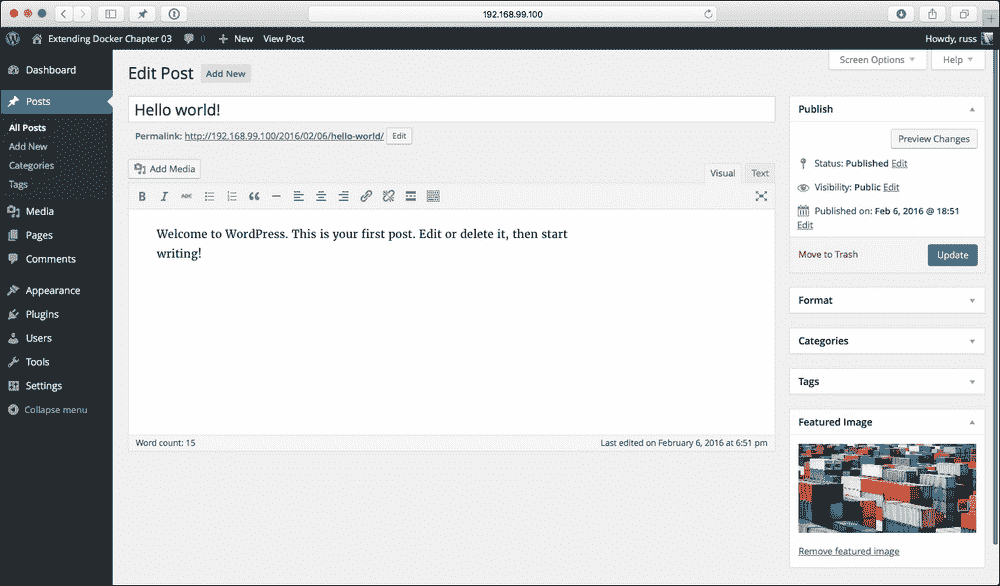 192.168.99.100
Extending Docker Chapter 03 0 New View Post Howdy, russ
Screen Options Help
Dashboard
Posts
All Posts
Add New
Categories
Tags
Media
Pages
Comments
Appearance
Plugins
Users
Tools
Settings
Collapse menu
Edit Post Add New
Hello world!
Permalink: http://192.168.99.100/2016/02/06/hello-world/ Edit
Add Media
Visual Text
B I ABC
Welcome to WordPress. This is your first post. Edit or delete it, then start
writing!
Word count: 15 Last edited on February 6, 2016 at 6:51 pm
Publish
Preview Changes
Status: Published Edit
Visibility: Public Edit
Published on: Feb 6, 2016 @ 18:51
Edit
Move to Trash Update
Format
Categories
Tags
Featured Image
Remove featured image